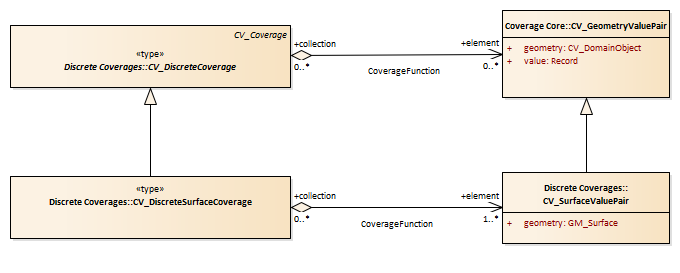 CV_Coverage
«type»
Discrete Coverages::CV_DiscreteCoverage
+collection
0..*
CoverageFunction
+element
0..*
Coverage Core::CV_GeometryValuePair
+ geometry: CV_DomainObject
+ value: Record
«type»
Discrete Coverages::CV_DiscreteSurfaceCoverage
+collection
0..*
CoverageFunction
+element
1..*
Discrete Coverages::
CV_SurfaceValuePair
+ geometry: GM_Surface